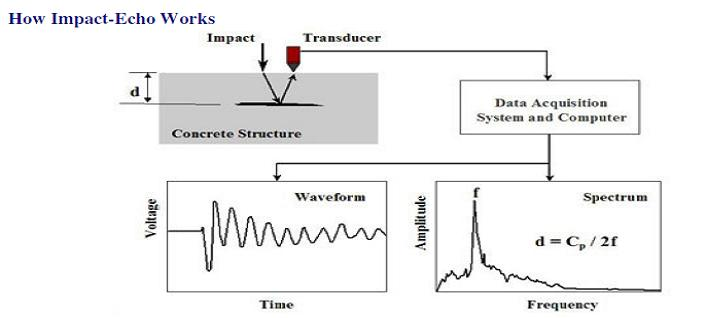 How Impact-Echo Works
Impact
Transducer
d
Concrete Structure
Data Acquisition
System and Computer
Voltage
Waveform
Time
Amplitude
f
Spectrum
d = Cₚ / 2f
Frequency